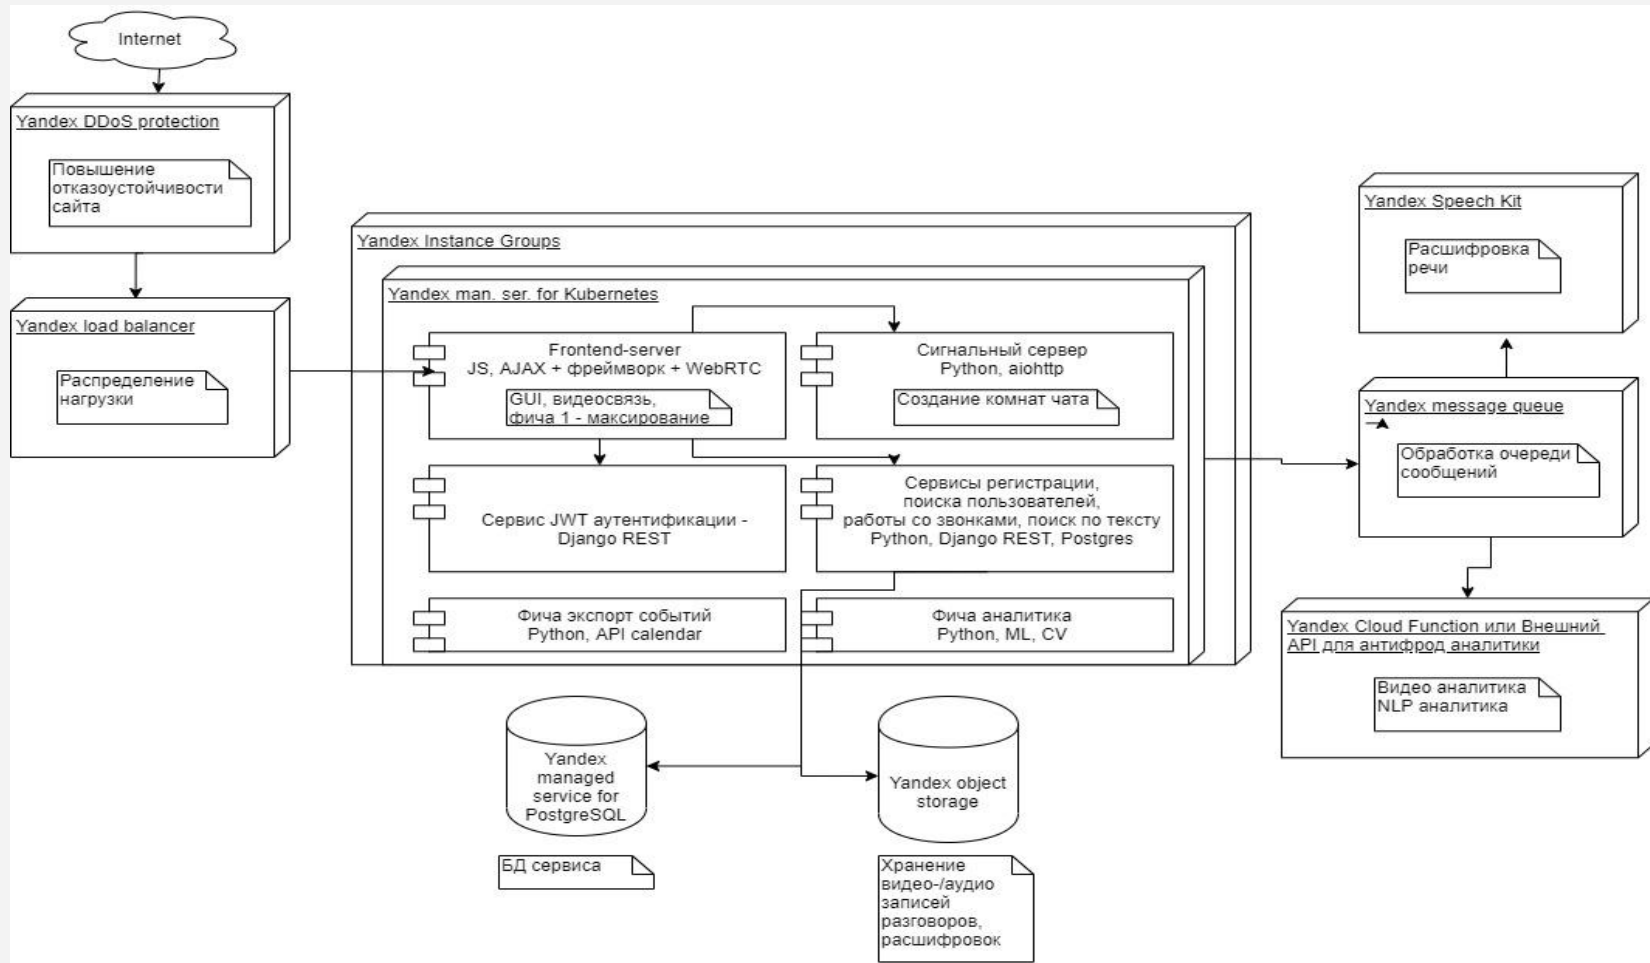 Internet
Yandex DDoS protection
Повышение
отказоустойчивости
сайта
Yandex load balancer
Распределение
нагрузки
Yandex Instance Groups
Yandex man. ser. for Kubernetes
Frontend-server
JS, AJAX + фреймворк + WebRTC
GUI, видеосвязь,
фича 1 - максирование
Сигнальный сервер
Python, aiohttp
Создание комнат чата
Сервис JWT аутентификации -
Django REST
Сервисы регистрации,
поиска пользователей,
работы со звонками, поиск по тексту
Python, Django REST, Postgres
Фича экспорт событий
Python, API calendar
Фича аналитика
Python, ML, CV
Yandex
managed
service for
PostgreSQL
БД сервиса
Yandex object
storage
Хранение
видео-/аудио
записей
разговоров,
расшифровок
Yandex Speech Kit
Расшифровка
речи
Yandex message queue
Обработка очереди
сообщений
Yandex Cloud Function или Внешний
API для антифрод аналитики
Видео аналитика
NLP аналитика